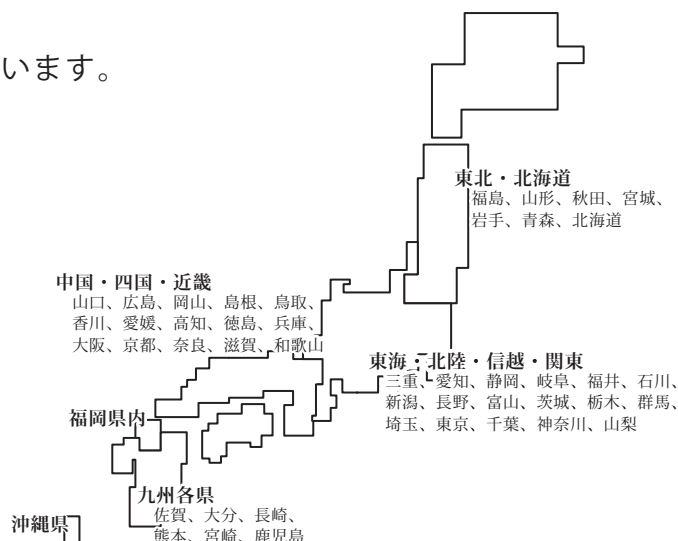 います。
東北・北海道
福島、山形、秋田、宮城、
岩手、青森、北海道
中国・四国・近畿
山口、広島、岡山、島根、鳥取、
香川、愛媛、高知、徳島、兵庫、
大阪、京都、奈良、滋賀、和歌山
東海・北陸・信越・関東
三重、愛知、静岡、岐阜、福井、石川、
新潟、長野、富山、茨城、栃木、群馬、
埼玉、東京、千葉、神奈川、山梨
福岡県内
九州各県
佐賀、大分、長崎、
熊本、宮崎、鹿児島
沖縄県